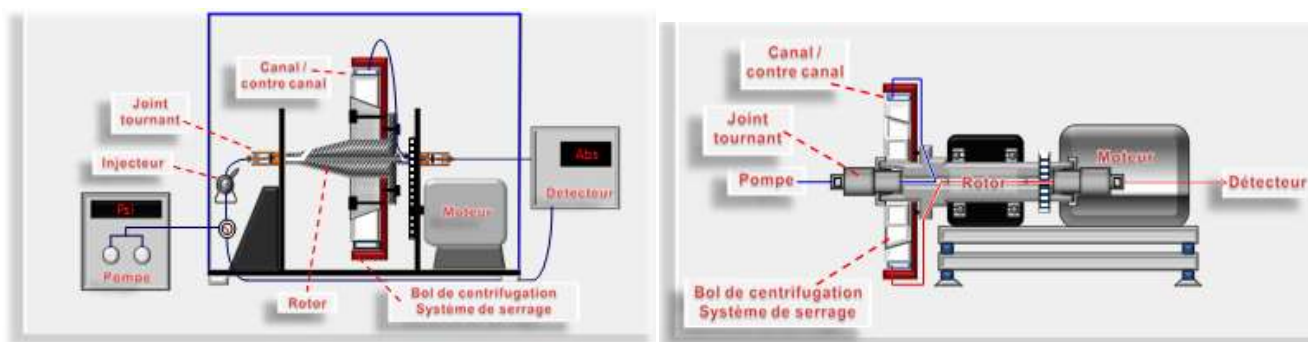 Canal /
contre canal
Joint
tournant
Injecteur
Psi
Pompe
Rotor
Abs
Détecteur
Moteur
Bol de centrifugation
Système de serrage
Canal /
contre canal
Joint
tournant
Pompe
Rotor
Moteur
Détecteur
Bol de centrifugation
Système de serrage